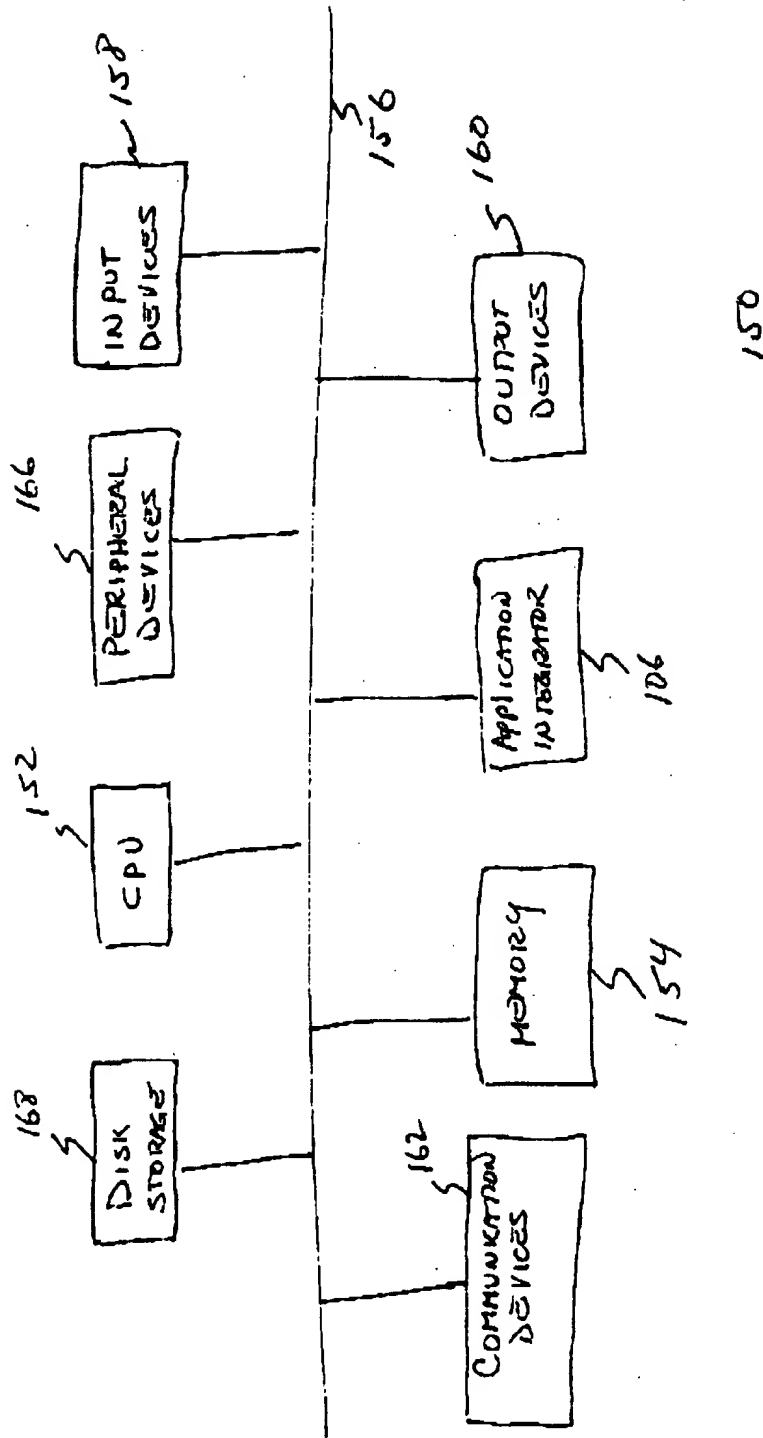 168
DISK
STORAGE
152
CPU
166
PERIPHERAL
DEVICES
INPUT
DEVICES
158
156
162
COMMUNICATION
DEVICES
MEMORY
154
APPLICATION
INTEGRATOR
106
OUTPUT
DEVICES
160
150